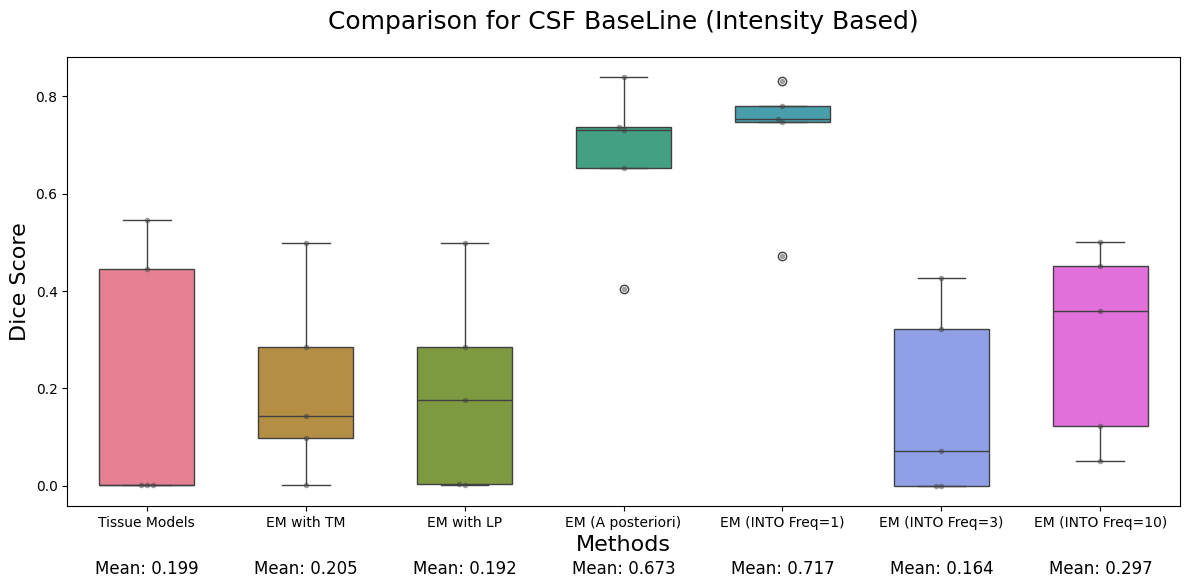 Comparison for CSF BaseLine (Intensity Based)
Dice Score
0.8
0.6
0.4
0.2
0.0
Tissue Models EM with TM EM with LP EM (A posteriori) EM (INTO Freq=1) EM (INTO Freq=3) EM (INTO Freq=10)
Methods
Mean: 0.199 Mean: 0.205 Mean: 0.192 Mean: 0.673 Mean: 0.717 Mean: 0.164 Mean: 0.297